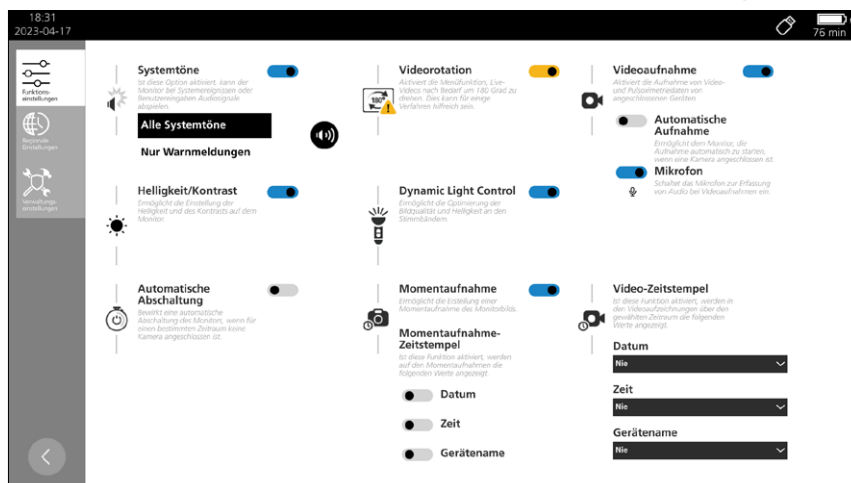 18:31
2023-04-17
76 min
Funktions-
einstellungen
Regionale
Einstellungen
Verwaltungs-
einstellungen
Systemtöne
Ist diese Option aktiviert, kann der
Monitor bei Systemereignissen oder
Benutzereingaben Audiosignale
abspielen.
Alle Systemtöne
Nur Warnmeldungen
Helligkeit/Kontrast
Ermöglicht die Einstellung der
Helligkeit und des Kontrasts auf dem
Monitor.
Automatische
Abschaltung
Bewirkt eine automatische
Abschaltung des Monitors, wenn für
einen bestimmten Zeitraum keine
Kamera angeschlossen ist.
Videorotation
Aktiviert die Menüfunktion, Live-
Videos nach Bedarf um 180 Grad zu
drehen. Dies kann für einige
Verfahren hilfreich sein.
180°
Dynamic Light Control
Ermöglicht die Optimierung der
Bildqualität und Helligkeit an den
Stimmbändern.
Momentaufnahme
Ermöglicht die Erstellung einer
Momentaufnahme des Monitorbilds.
Momentaufnahme-
Zeitstempel
Ist diese Funktion aktiviert, werden
auf den Momentaufnahmen die
folgenden Werte angezeigt
Datum
Zeit
Gerätename
Videoaufnahme
Aktiviert die Aufnahme von Video-
und Pulsoximetriedaten von
angeschlossenen Geräten
Automatische
Aufnahme
Ermöglicht dem Monitor, die
Aufnahme automatisch zu starten,
wenn eine Kamera angeschlossen ist
Mikrofon
Schaltet das Mikrofon zur Erfassung
von Audio bei Videoaufnahmen ein.
Video-Zeitstempel
Ist diese Funktion aktiviert, werden in
den Videoaufzeichnungen über den
gewählten Zeitraum die folgenden
Werte angezeigt.
Datum
Nie
Zeit
Nie
Gerätename
Nie